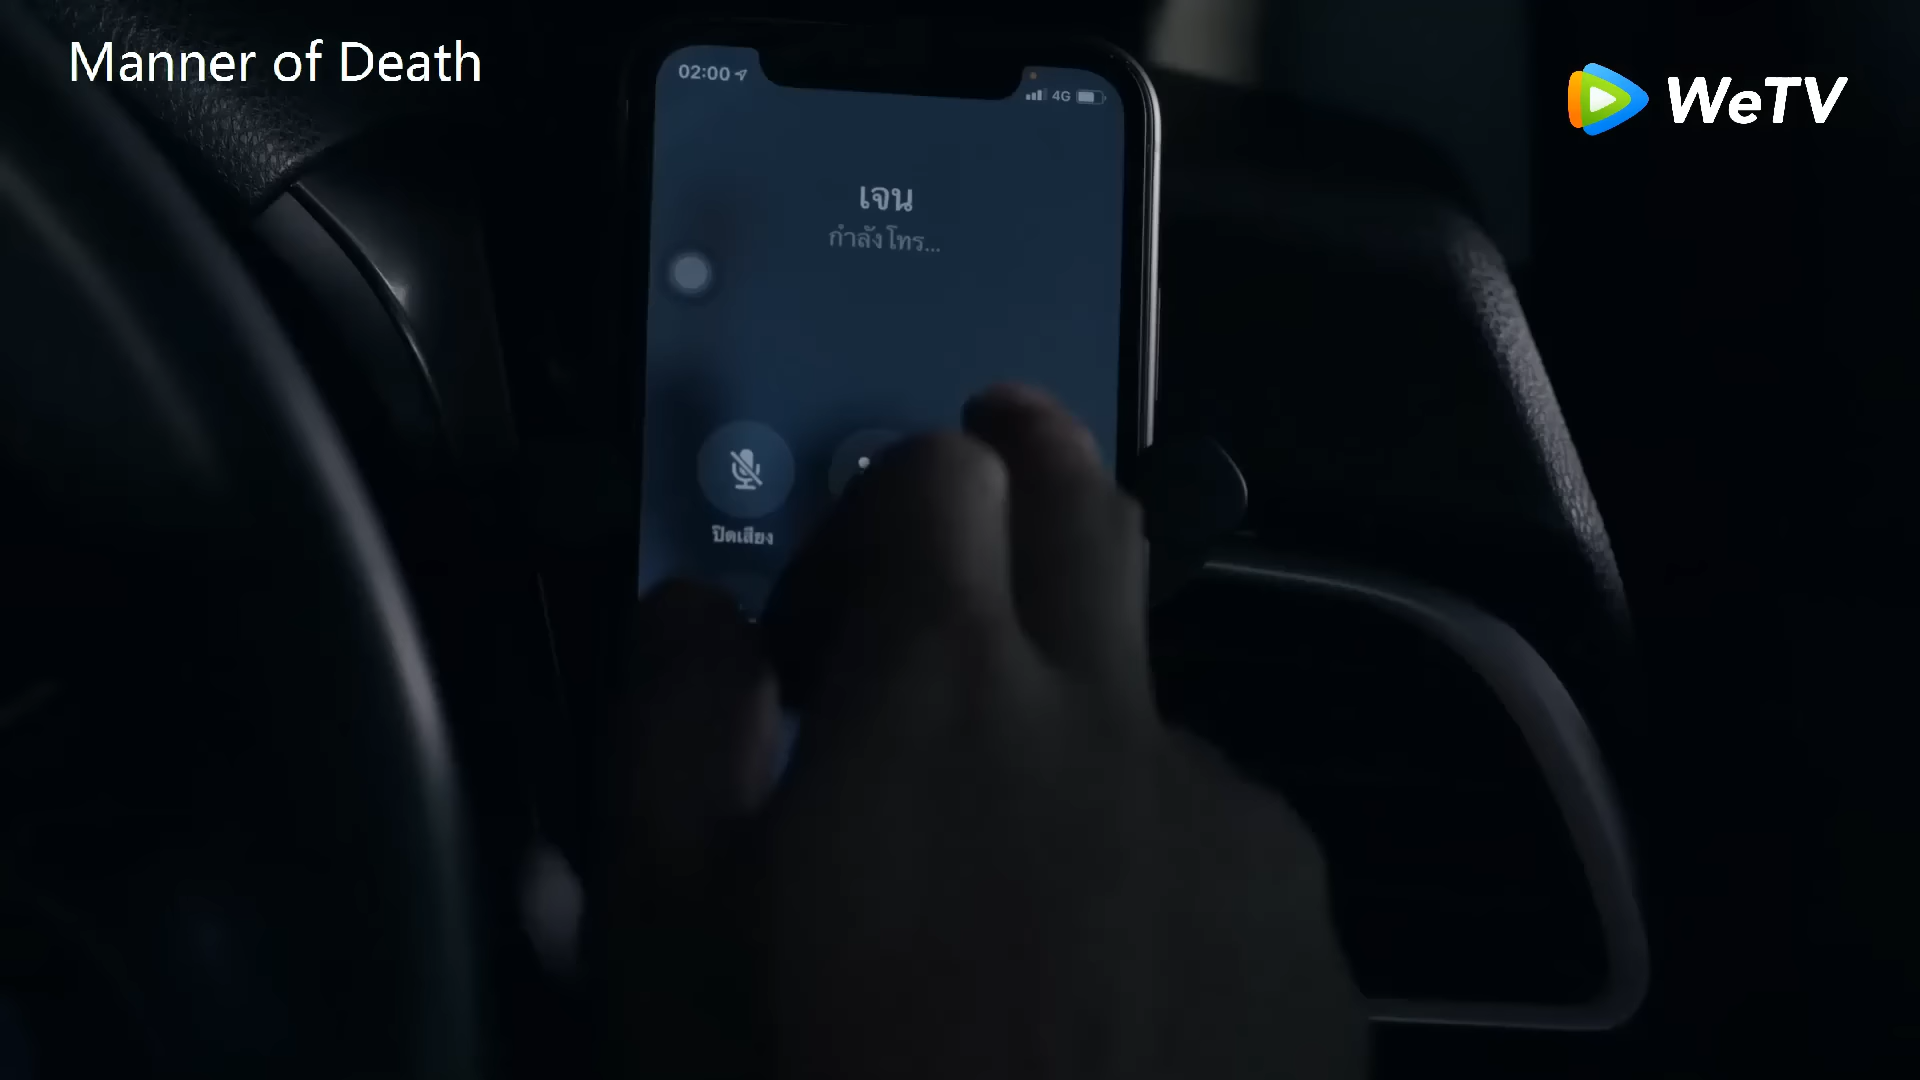 Manner of Death
WeTV
02:00
4G
เจน
กำลังโทร...
ปิดเสียง